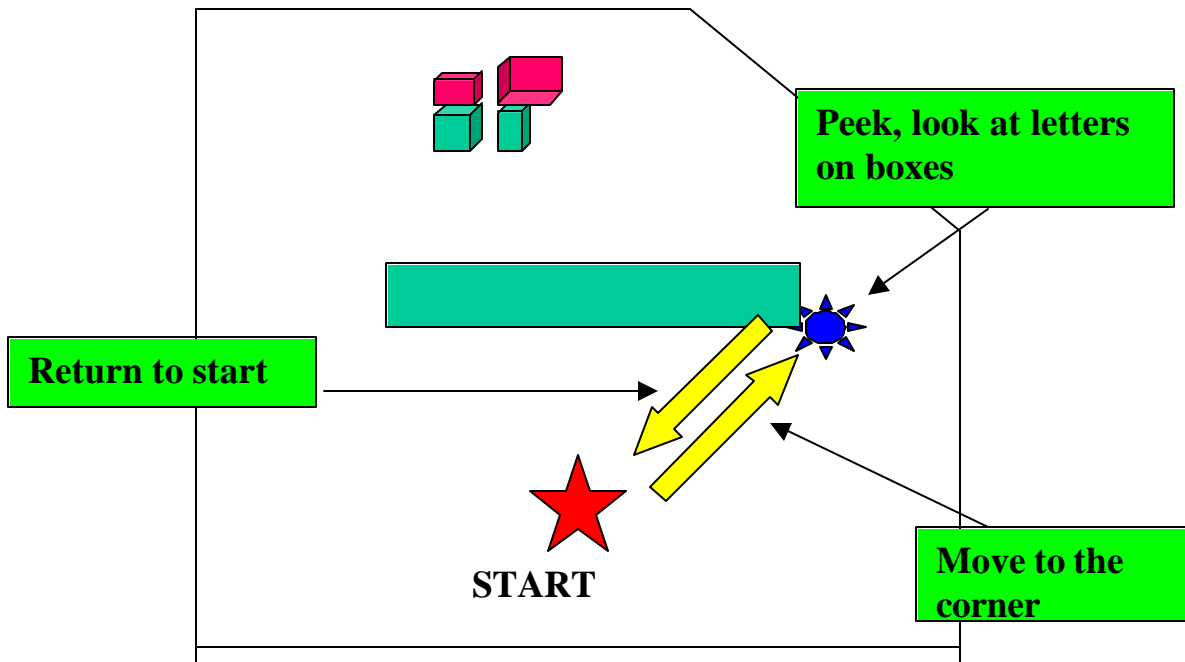 Peek, look at letters
on boxes
Return to start
START
Move to the
corner